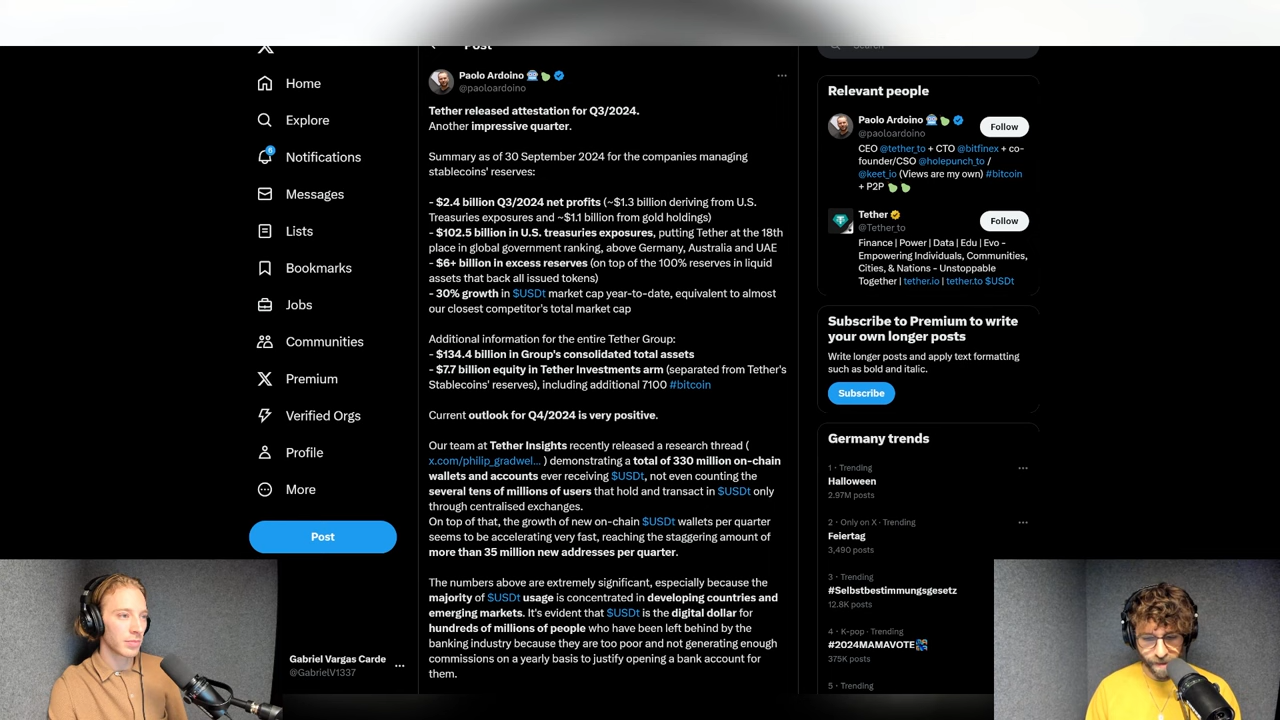 Home
Explore
6
Notifications
Messages
Lists
Bookmarks
Jobs
Communities
Premium
Verified Orgs
Profile
More
Post
Gabriel Vargas Carde
@GabrielV1337
Post
Paolo Ardoino
@paoloardoino
Tether released attestation for Q3/2024.
Another impressive quarter.
Summary as of 30 September 2024 for the companies managing
stablecoins' reserves:
- $2.4 billion Q3/2024 net profits (~$1.3 billion deriving from U.S.
Treasuries exposures and ~$1.1 billion from gold holdings)
- $102.5 billion in U.S. treasuries exposures, putting Tether at the 18th
place in global government ranking, above Germany, Australia and UAE
- $6+ billion in excess reserves (on top of the 100% reserves in liquid
assets that back all issued tokens)
- 30% growth in $USDt market cap year-to-date, equivalent to almost
our closest competitor's total market cap
Additional information for the entire Tether Group:
- $134.4 billion in Group's consolidated total assets
- $7.7 billion equity in Tether Investments arm (separated from Tether's
Stablecoins' reserves), including additional 7100 #bitcoin
Current outlook for Q4/2024 is very positive.
Our team at Tether Insights recently released a research thread (
x.com/philip_gradwel... ) demonstrating a total of 330 million on-chain
wallets and accounts ever receiving $USDt, not even counting the
several tens of millions of users that hold and transact in $USDt only
through centralised exchanges.
On top of that, the growth of new on-chain $USDt wallets per quarter
seems to be accelerating very fast, reaching the staggering amount of
more than 35 million new addresses per quarter.
The numbers above are extremely significant, especially because the
majority of $USDt usage is concentrated in developing countries and
emerging markets. It's evident that $USDt is the digital dollar for
hundreds of millions of people who have been left behind by the
banking industry because they are too poor and not generating enough
commissions on a yearly basis to justify opening a bank account for
them.
Search
Relevant people
Paolo Ardoino
@paoloardoino
Follow
CEO @tether_to + CTO @bitfinex + co-
founder/CSO @holepunch_to /
@keet_io (Views are my own) #bitcoin
+ P2P
Tether
@Tether_to
Follow
Finance | Power | Data | Edu | Evo -
Empowering Individuals, Communities,
Cities, & Nations - Unstoppable
Together | tether.io | tether.to $USDt
Subscribe to Premium to write
your own longer posts
Write longer posts and apply text formatting
such as bold and italic.
Subscribe
Germany trends
1 · Trending
Halloween
2.97M posts
2 · Only on X · Trending
Feiertag
3,490 posts
3 · Trending
#Selbstbestimmungsgesetz
12.8K posts
4 · K-pop · Trending
#2024MAMAVOTE
375K posts
5 · Trending